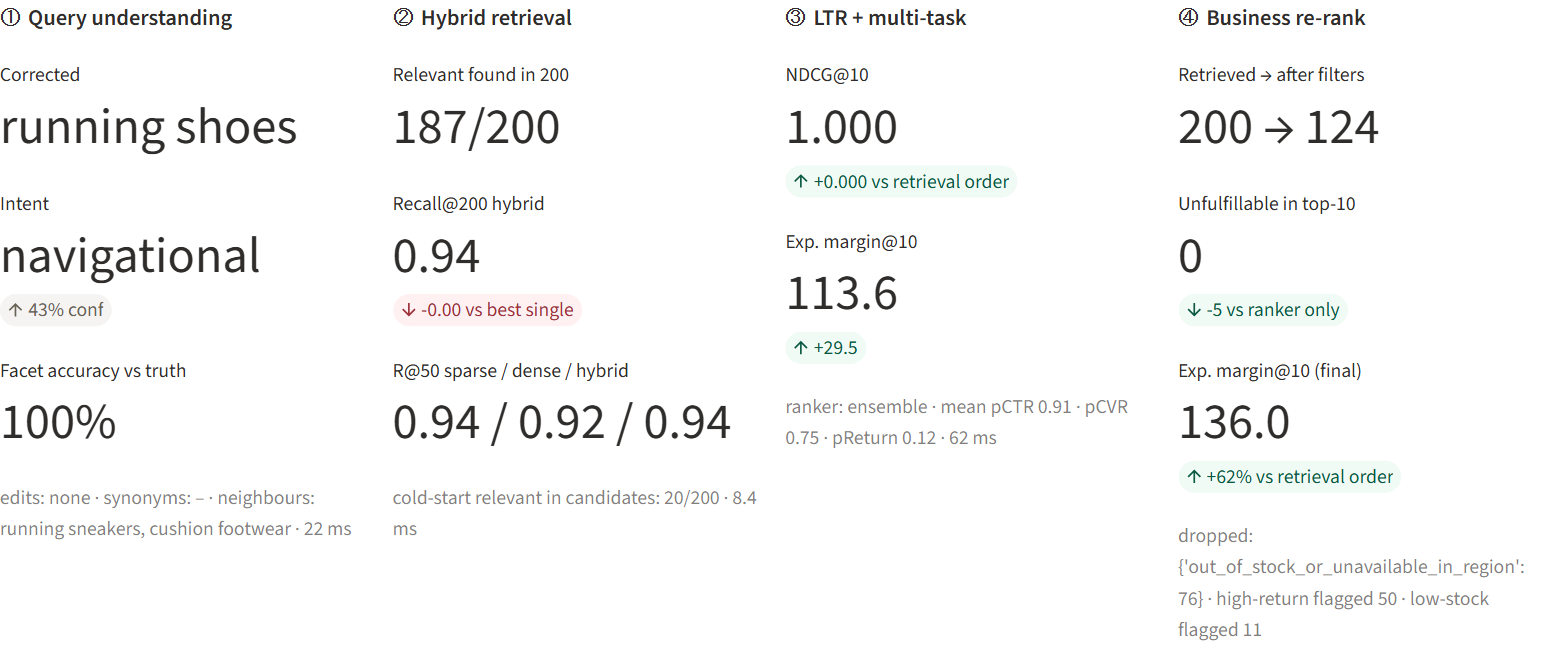 ① Query understanding
Corrected
running shoes
Intent
navigational
↑ 43% conf
Facet accuracy vs truth
100%
edits: none · synonyms: – · neighbours:
running sneakers, cushion footwear · 22 ms
② Hybrid retrieval
Relevant found in 200
187/200
Recall@200 hybrid
0.94
↓ -0.00 vs best single
R@50 sparse / dense / hybrid
0.94 / 0.92 / 0.94
cold-start relevant in candidates: 20/200 · 8.4
ms
③ LTR + multi-task
NDCG@10
1.000
↑ +0.000 vs retrieval order
Exp. margin@10
113.6
↑ +29.5
ranker: ensemble · mean pCTR 0.91 · pCVR
0.75 · pReturn 0.12 · 62 ms
④ Business re-rank
Retrieved → after filters
200 → 124
Unfulfillable in top-10
0
↓ -5 vs ranker only
Exp. margin@10 (final)
136.0
↑ +62% vs retrieval order
dropped:
{'out_of_stock_or_unavailable_in_region':
76} · high-return flagged 50 · low-stock
flagged 11